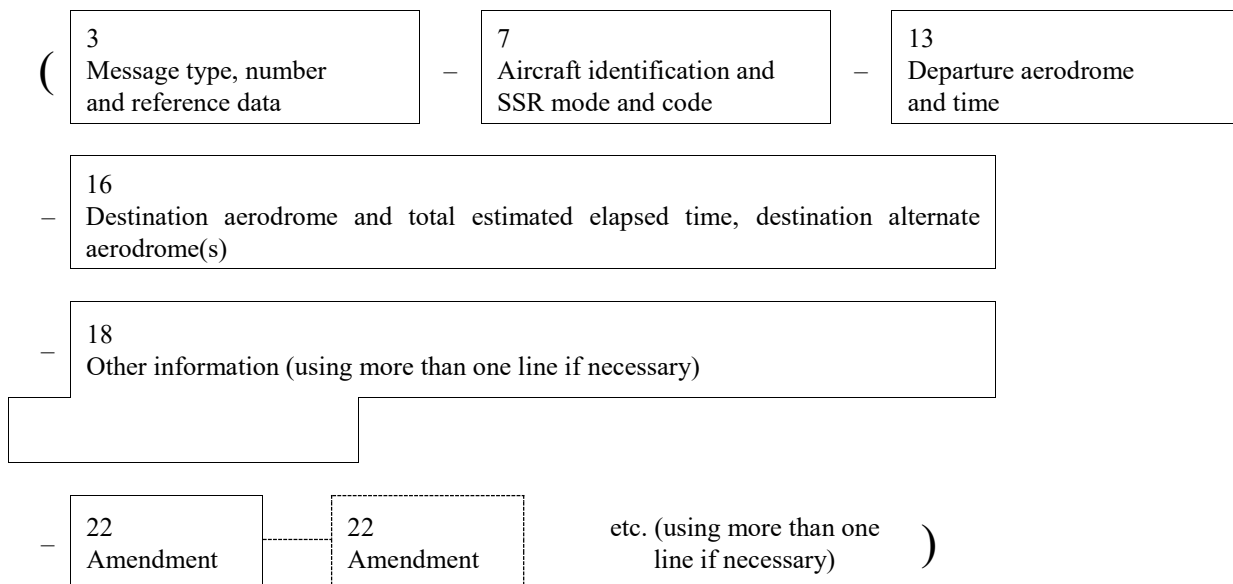 (
3
Message type, number
and reference data
–
7
Aircraft identification and
SSR mode and code
–
13
Departure aerodrome
and time
–
16
Destination aerodrome and total estimated elapsed time, destination alternate
aerodrome(s)
–
18
Other information (using more than one line if necessary)
–
22
Amendment
22
Amendment
etc. (using more than one
line if necessary)
)